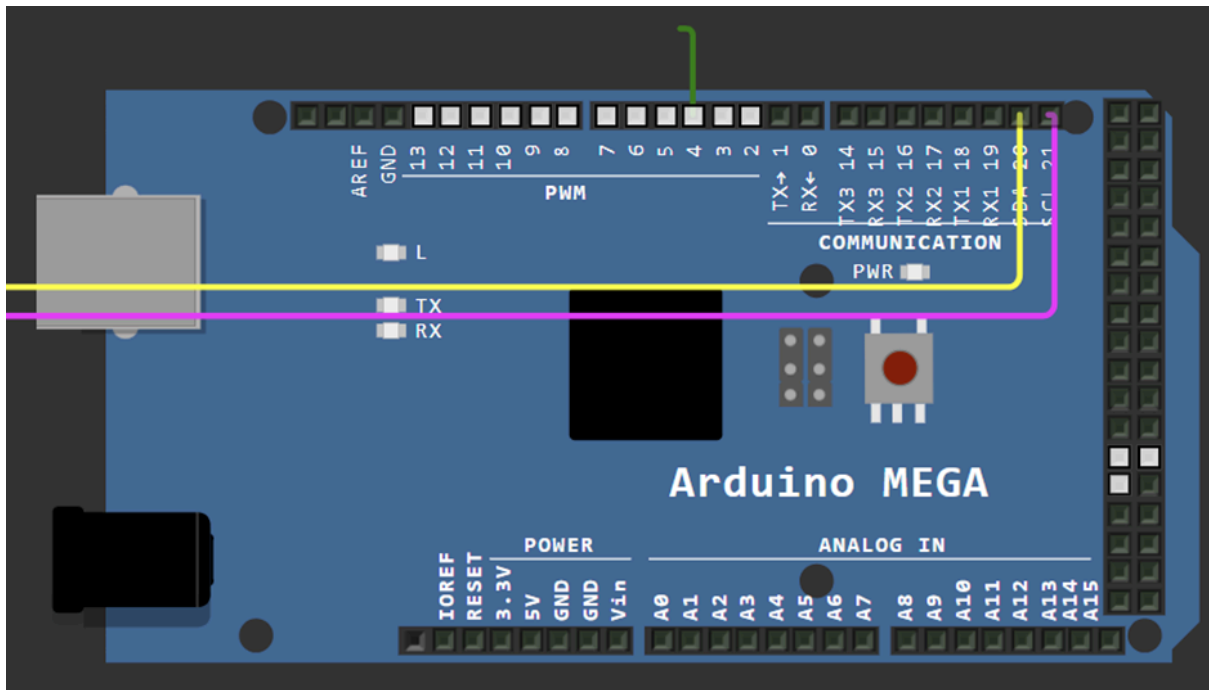 AREF
GND
13
12
11
10
9
8
7
6
5
4
3
2
TX→ 1
RX← 0
TX3 14
RX3 15
TX2 16
RX2 17
TX1 18
RX1 19
SDA 20
SCL 21
PWM
COMMUNICATION
L
PWR
TX
RX
Arduino MEGA
POWER
ANALOG IN
IOREF
RESET
3.3V
5V
GND
GND
Vin
A0
A1
A2
A3
A4
A5
A6
A7
A8
A9
A10
A11
A12
A13
A14
A15